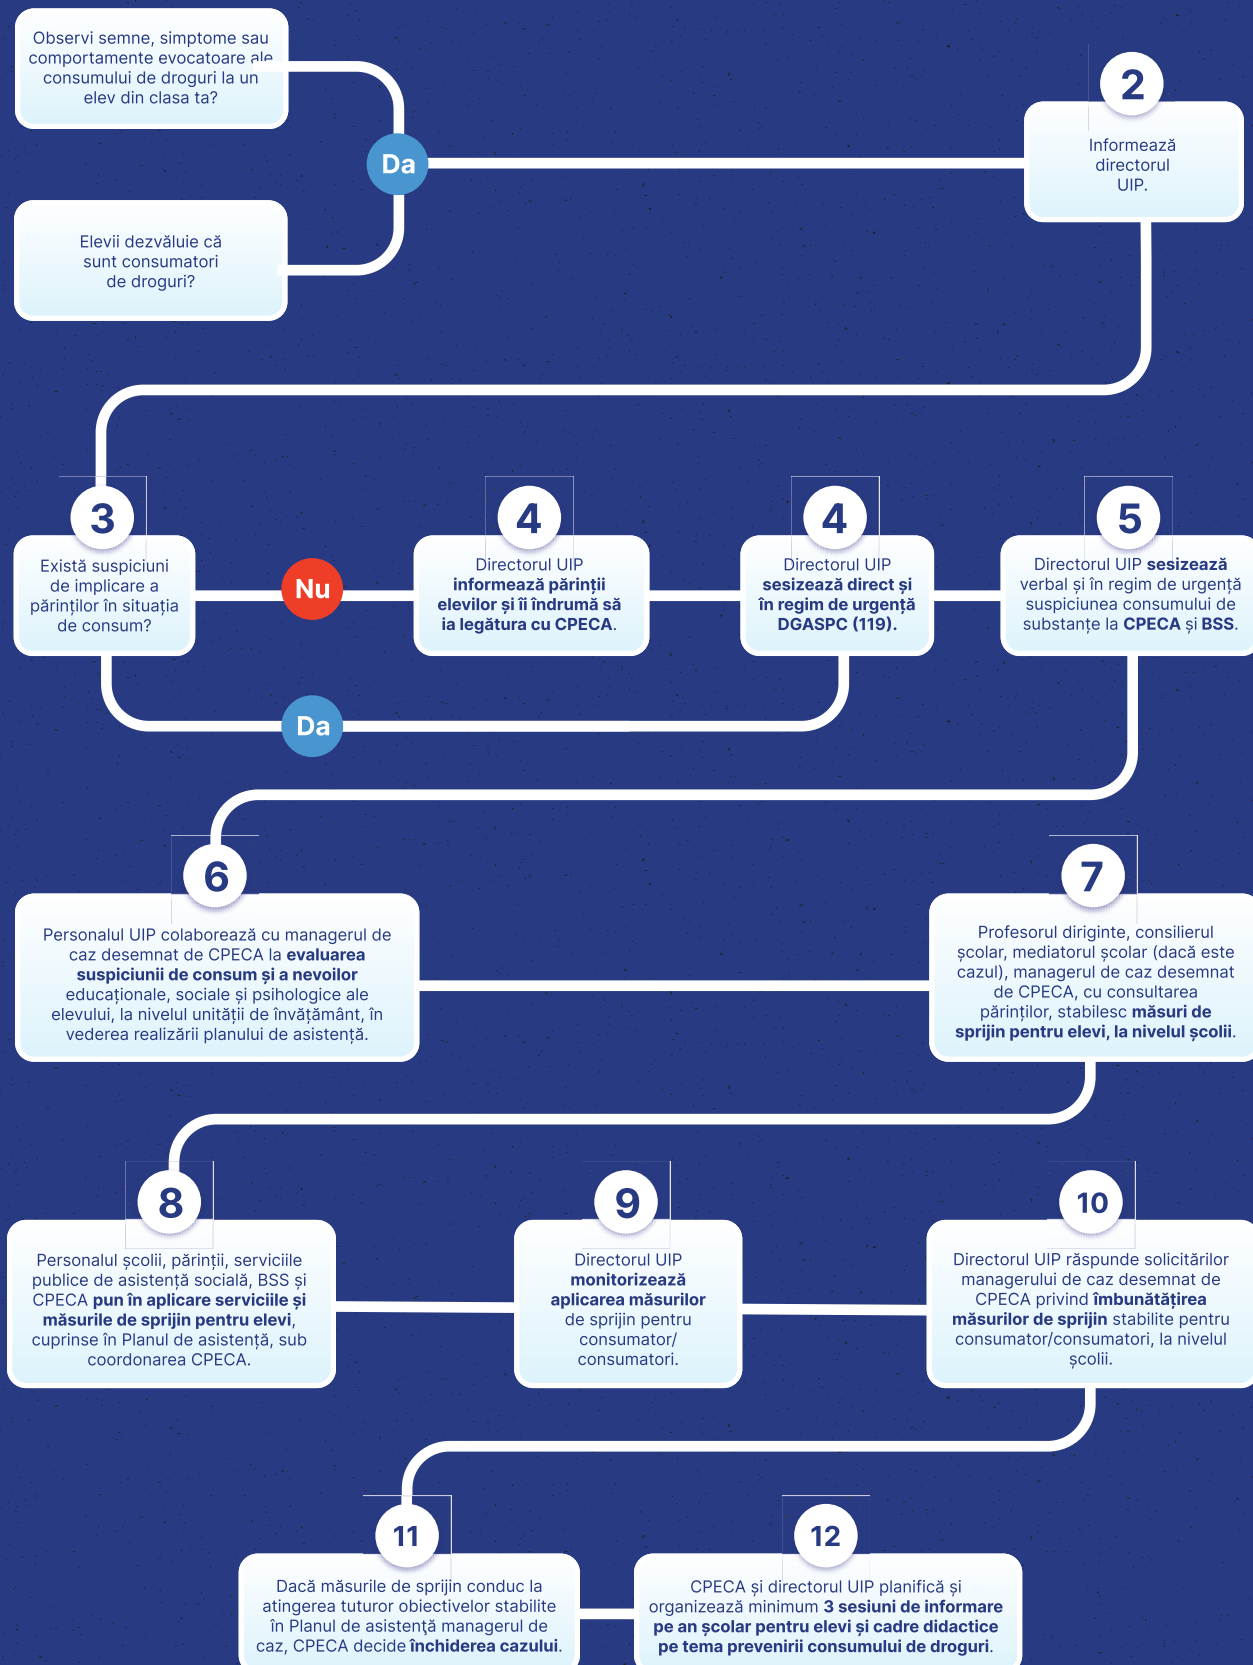 Observi semne, simptome sau
comportamente evocatoare ale
consumului de droguri la un
elev din clasa ta?
Da
Elevii dezvăluie că
sunt consumatori
de droguri?
2
Informează
directorul
UIP.
3
Există suspiciuni
de implicare a
părinților în situația
de consum?
Nu
Da
4
Directorul UIP
informează părinții
elevilor și îi îndrumă să
ia legătura cu CPECA.
4
Directorul UIP
sesizează direct și
în regim de urgență
DGASPC (119).
5
Directorul UIP sesizează
verbal și în regim de urgență
suspiciunea consumului de
substanțe la CPECA și BSS.
6
Personalul UIP colaborează cu managerul de
caz desemnat de CPECA la evaluarea
suspiciunii de consum și a nevoilor
educaționale, sociale și psihologice ale
elevului, la nivelul unității de învățământ, în
vederea realizării planului de asistență.
7
Profesorul diriginte, consilierul
școlar, mediatorul școlar (dacă este
cazul), managerul de caz desemnat
de CPECA, cu consultarea
părinților, stabilesc măsuri de
sprijin pentru elevi, la nivelul școlii.
8
Personalul școlii, părinții, serviciile
publice de asistență socială, BSS și
CPECA pun în aplicare serviciile și
măsurile de sprijin pentru elevi,
cuprinse în Planul de asistență, sub
coordonarea CPECA.
9
Directorul UIP
monitorizează
aplicarea măsurilor
de sprijin pentru
consumator/
consumatori.
10
Directorul UIP răspunde solicitărilor
managerului de caz desemnat de
CPECA privind îmbunătățirea
măsurilor de sprijin stabilite pentru
consumator/consumatori, la nivelul
școlii.
11
Dacă măsurile de sprijin conduc la
atingerea tuturor obiectivelor stabilite
în Planul de asistenţă managerul de
caz, CPECA decide închiderea cazului.
12
CPECA și directorul UIP planifică și
organizează minimum 3 sesiuni de informare
pe an școlar pentru elevi și cadre didactice
pe tema prevenirii consumului de droguri.